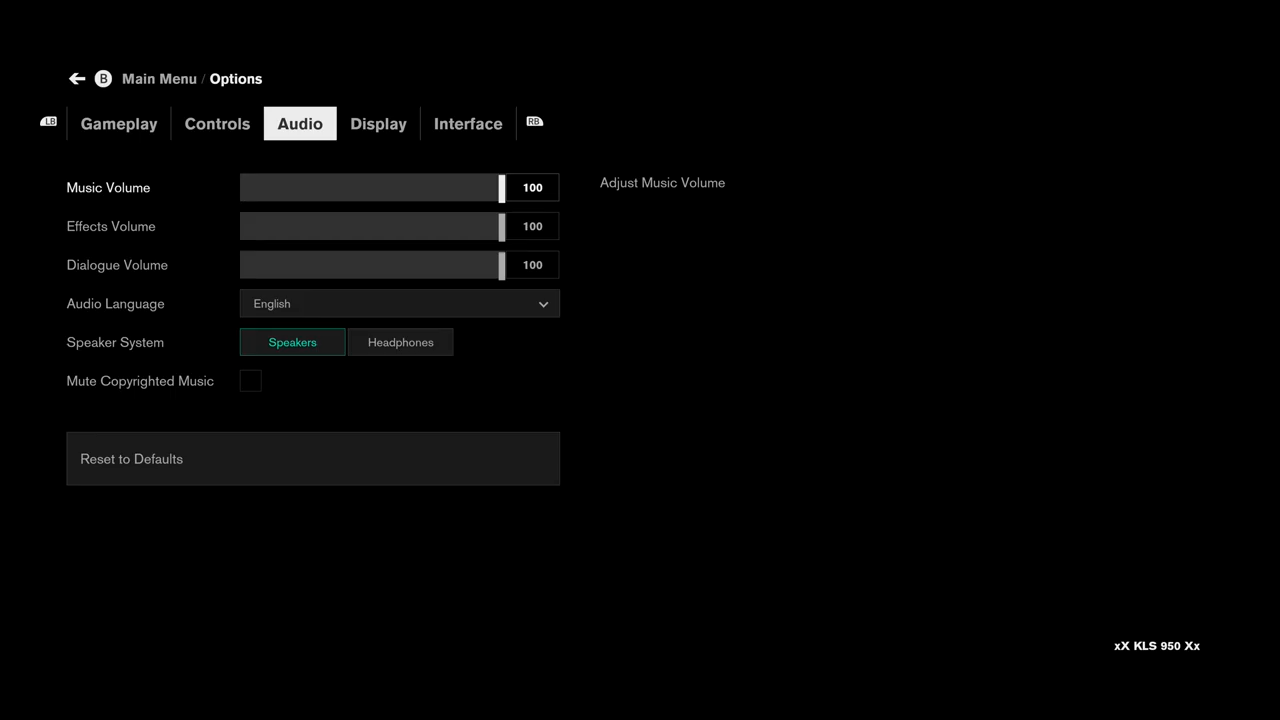 B Main Menu / Options
LB Gameplay Controls Audio Display Interface RB
Music Volume 100 Adjust Music Volume
Effects Volume 100
Dialogue Volume 100
Audio Language English
Speaker System Speakers Headphones
Mute Copyrighted Music
Reset to Defaults
xX KLS 950 Xx